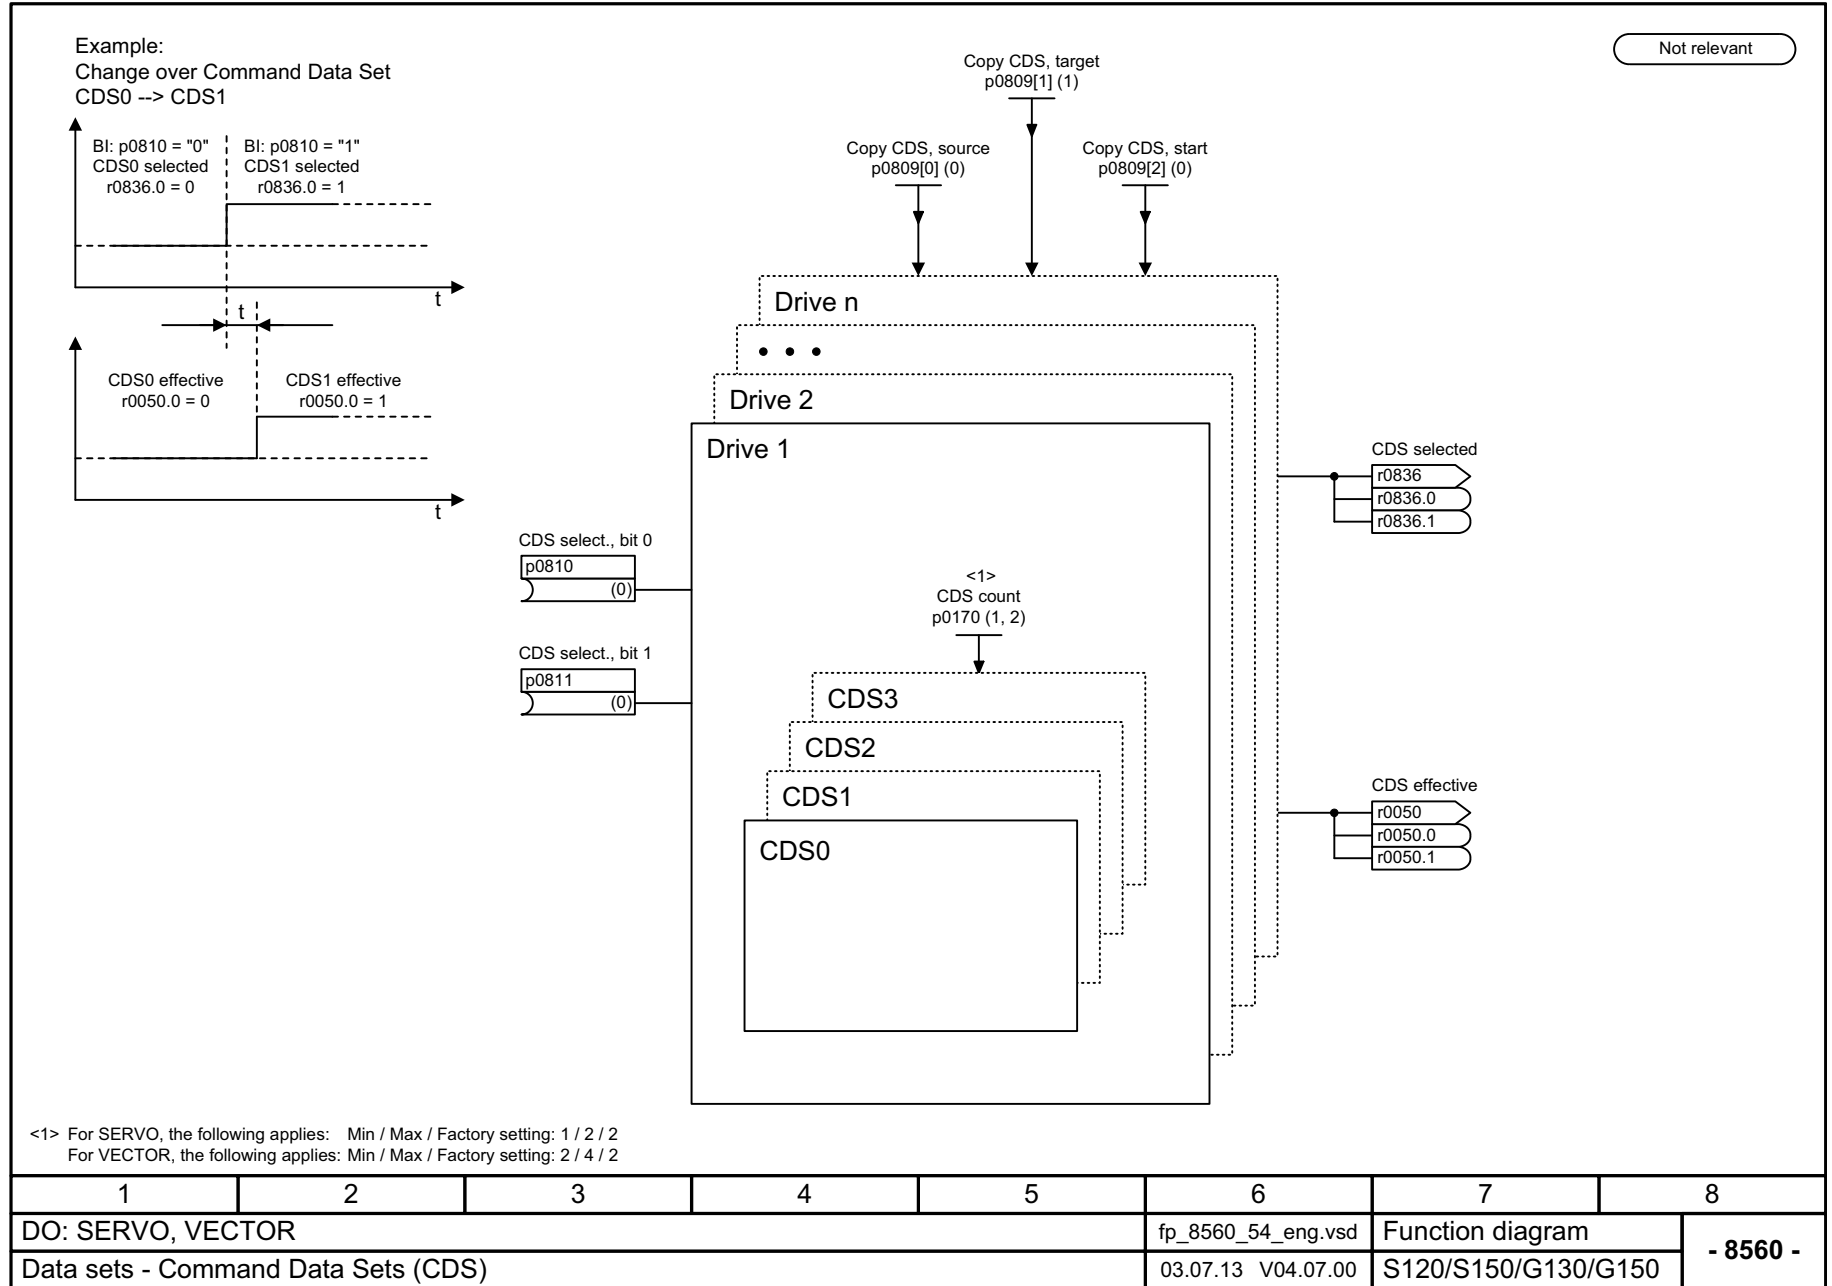 Example:
Change over Command Data Set
CDS0 --> CDS1
BI: p0810 = "0"
CDS0 selected
r0836.0 = 0
BI: p0810 = "1"
CDS1 selected
r0836.0 = 1
t
t
CDS0 effective
r0050.0 = 0
CDS1 effective
r0050.0 = 1
t
Copy CDS, target
p0809[1] (1)
Copy CDS, source
p0809[0] (0)
Copy CDS, start
p0809[2] (0)
Not relevant
Drive n
• • •
Drive 2
Drive 1
CDS select., bit 0
p0810
(0)
CDS select., bit 1
p0811
(0)
<1>
CDS count
p0170 (1, 2)
CDS3
CDS2
CDS1
CDS0
CDS selected
r0836
r0836.0
r0836.1
CDS effective
r0050
r0050.0
r0050.1
<1> For SERVO, the following applies: Min / Max / Factory setting: 1 / 2 / 2
For VECTOR, the following applies: Min / Max / Factory setting: 2 / 4 / 2
1 2 3 4 5 6 7 8
DO: SERVO, VECTOR
fp_8560_54_eng.vsd
Function diagram
- 8560 -
Data sets - Command Data Sets (CDS)
03.07.13 V04.07.00
S120/S150/G130/G150